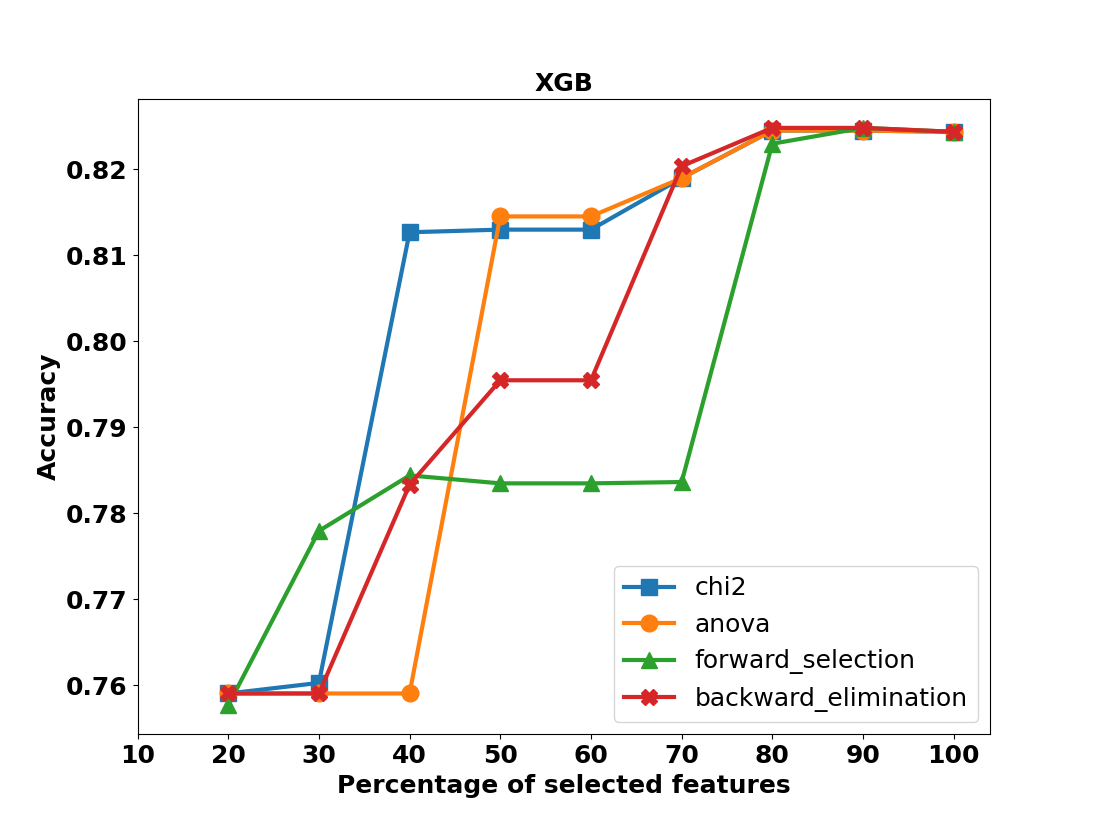 XGB
Accuracy
0.82
0.81
0.80
0.79
0.78
0.77
0.76
chi2
anova
forward_selection
backward_elimination
10 20 30 40 50 60 70 80 90 100
Percentage of selected features